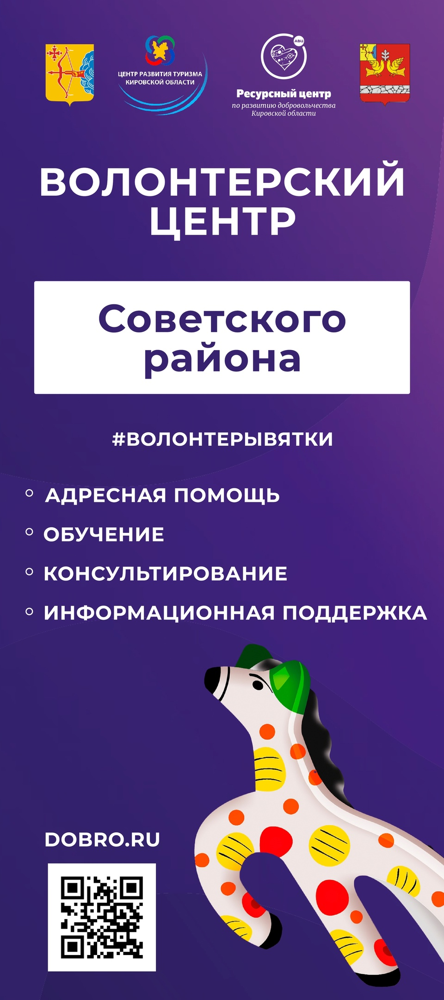 ЦЕНТР РАЗВИТИЯ ТУРИЗМА
КИРОВСКОЙ ОБЛАСТИ
АВЦ
Ресурсный центр
по развитию добровольчества
Кировской области
ВОЛОНТЕРСКИЙ
ЦЕНТР
Советского
района
#ВОЛОНТЕРЫВЯТКИ
АДРЕСНАЯ ПОМОЩЬ
ОБУЧЕНИЕ
КОНСУЛЬТИРОВАНИЕ
ИНФОРМАЦИОННАЯ ПОДДЕРЖКА
DOBRO.RU